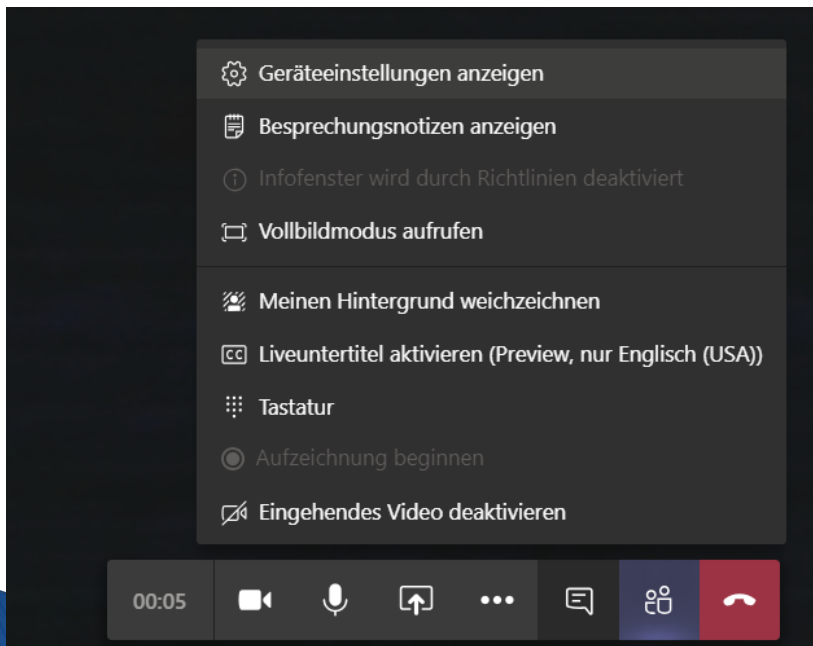 Geräteeinstellungen anzeigen
Besprechungsnotizen anzeigen
Infofenster wird durch Richtlinien deaktiviert
Vollbildmodus aufrufen
Meinen Hintergrund weichzeichnen
CC Liveuntertitel aktivieren (Preview, nur Englisch (USA))
Tastatur
Aufzeichnung beginnen
Eingehendes Video deaktivieren
00:05